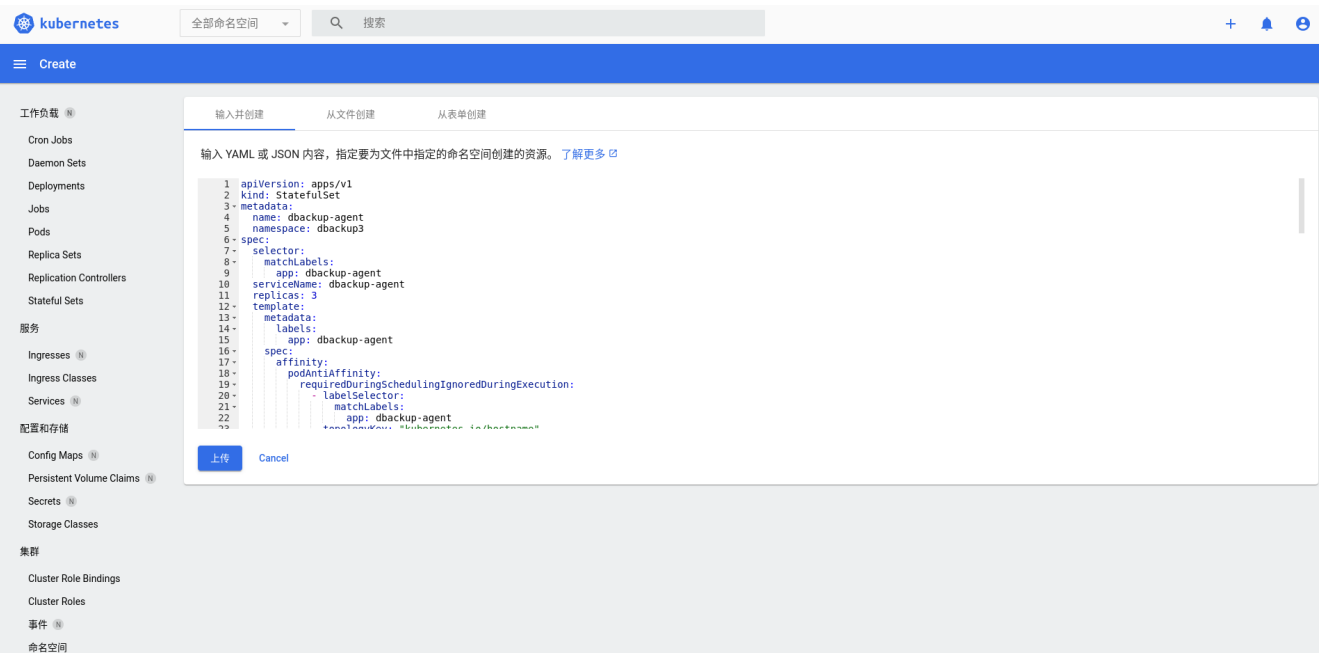 kubernetes
全部命名空间
搜索
Create
工作负载 N
Cron Jobs
Daemon Sets
Deployments
Jobs
Pods
Replica Sets
Replication Controllers
Stateful Sets
服务
Ingresses N
Ingress Classes
Services N
配置和存储
Config Maps N
Persistent Volume Claims N
Secrets N
Storage Classes
集群
Cluster Role Bindings
Cluster Roles
事件 N
命名空间
输入并创建 从文件创建 从表单创建
输入 YAML 或 JSON 内容，指定要为文件中指定的命名空间创建的资源。 了解更多
1 apiVersion: apps/v1
2 kind: StatefulSet
3 metadata:
4 name: dbackup-agent
5 namespace: dbackup3
6 spec:
7 selector:
8 matchLabels:
9 app: dbackup-agent
10 serviceName: dbackup-agent
11 replicas: 3
12 template:
13 metadata:
14 labels:
15 app: dbackup-agent
16 spec:
17 affinity:
18 podAntiAffinity:
19 requiredDuringSchedulingIgnoredDuringExecution:
20 - labelSelector:
21 matchLabels:
22 app: dbackup-agent
23 topologyKey: "kubernetes.io/hostname"
上传 Cancel